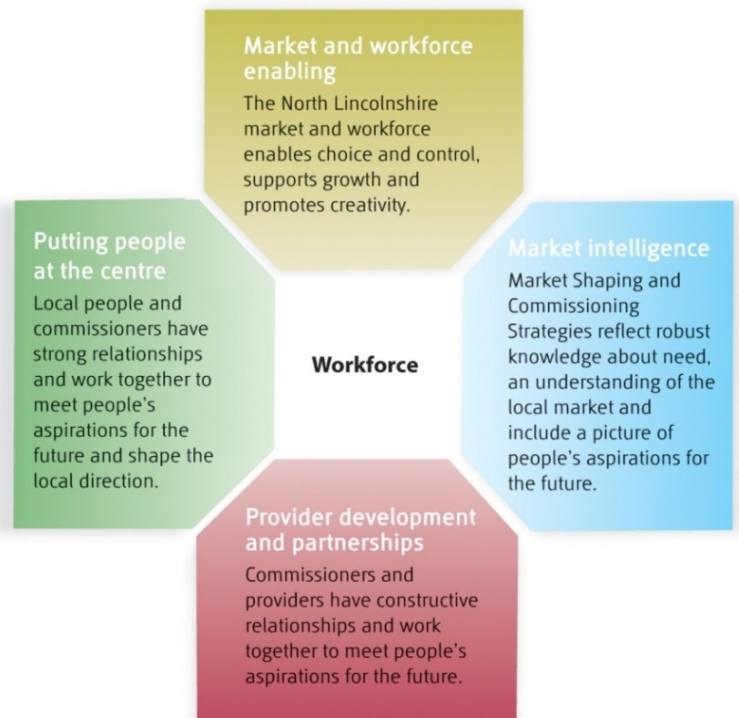 Market and workforce
enabling
The North Lincolnshire
market and workforce
enables choice and control,
supports growth and
promotes creativity.
Putting people
at the centre
Local people and
commissioners have
strong relationships
and work together to
meet people's
aspirations for the
future and shape the
local direction.
Workforce
Market intelligence
Market Shaping and
Commissioning
Strategies reflect robust
knowledge about need,
an understanding of the
local market and
include a picture of
people's aspirations for
the future.
Provider development
and partnerships
Commissioners and
providers have constructive
relationships and work
together to meet people's
aspirations for the future.